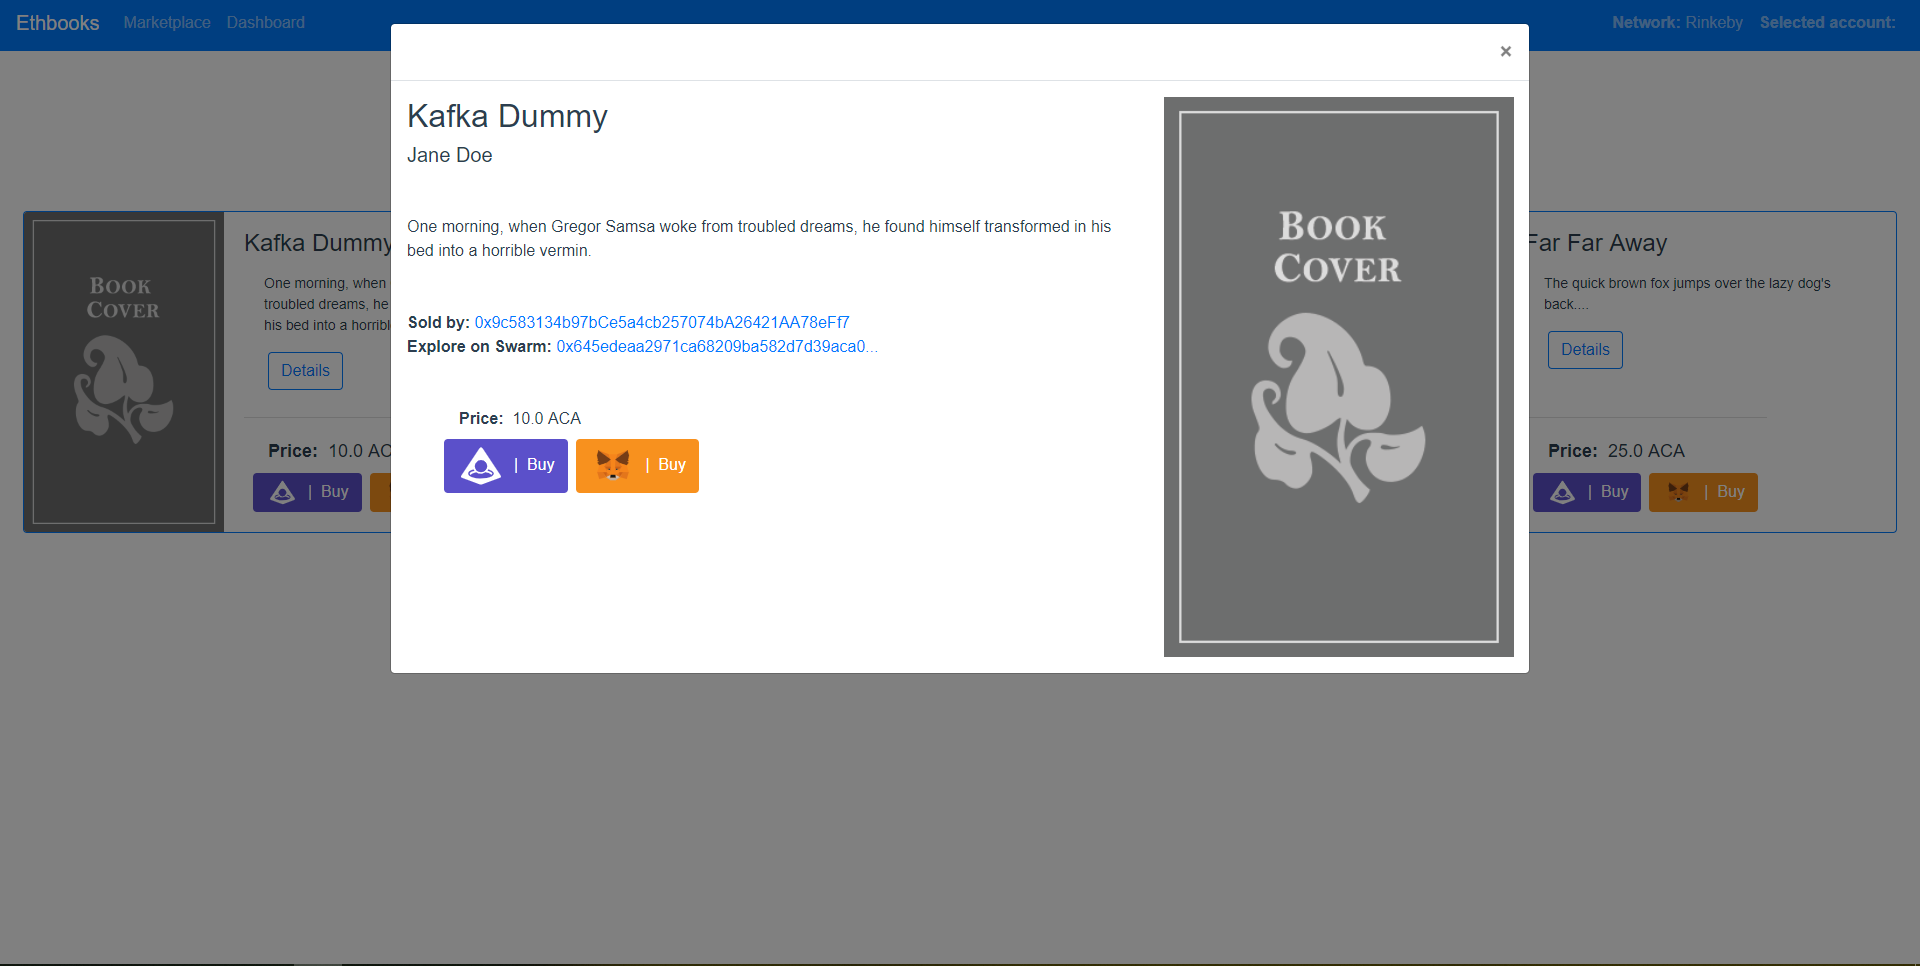 Ethbooks Marketplace Dashboard
Network: Rinkeby Selected account:
×
Kafka Dummy
Jane Doe
One morning, when Gregor Samsa woke from troubled dreams, he found himself transformed in his
bed into a horrible vermin.
Sold by: 0x9c583134b97bCe5a4cb257074bA26421AA78eFf7
Explore on Swarm: 0x645edeaa2971ca68209ba582d7d39aca0...
Price: 10.0 ACA
| Buy | Buy
BOOK
COVER
BOOK
COVER
Kafka Dummy
One morning, when
troubled dreams, he
his bed into a
Details
Price: 10.0
| Buy
Far Far Away
The quick brown fox jumps over the lazy dog's
back....
Details
Price: 25.0 ACA
| Buy | Buy